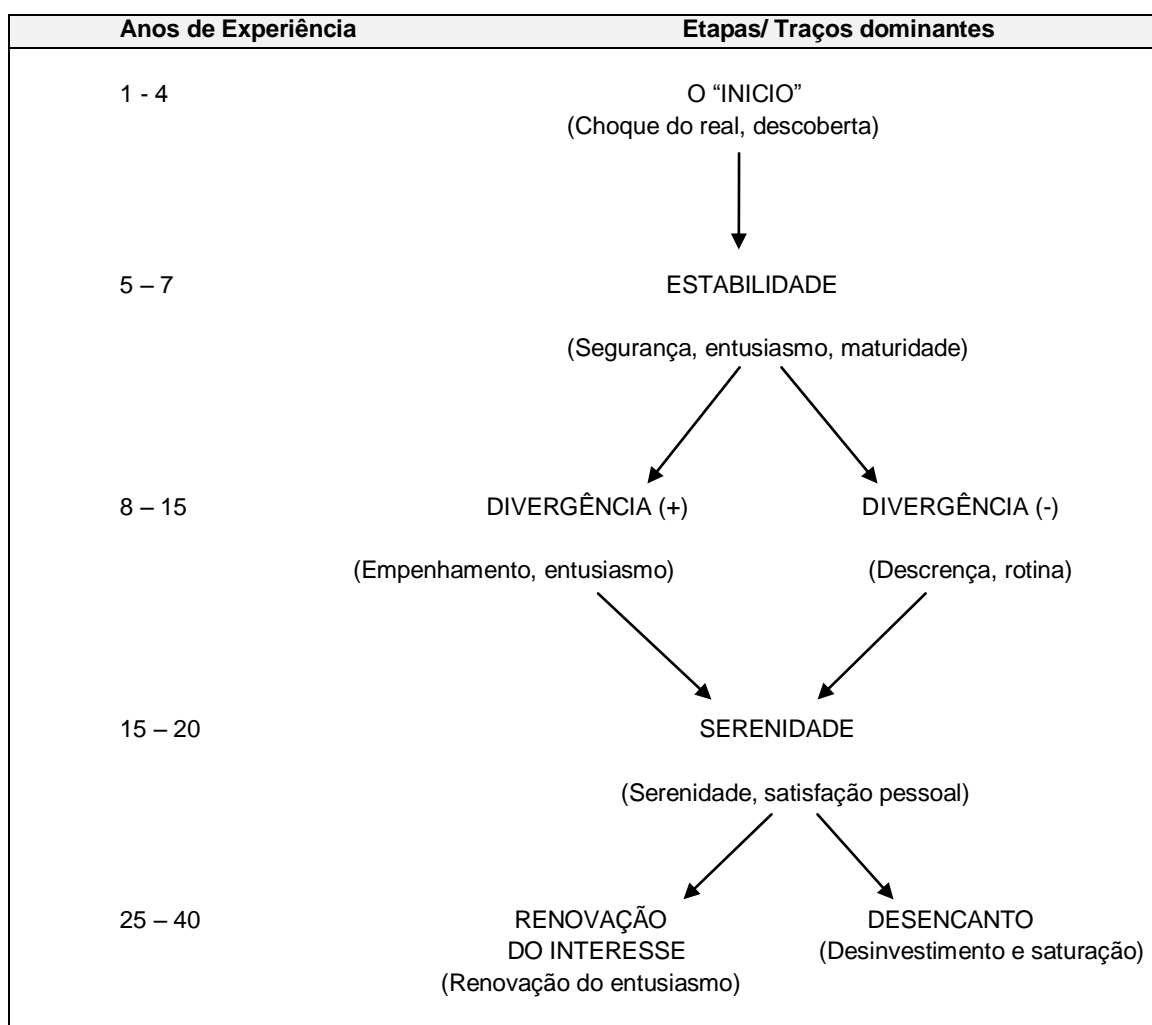 Anos de Experiência Etapas/ Traços dominantes
1 - 4 O “INICIO”
(Choque do real, descoberta)
5 – 7 ESTABILIDADE
(Segurança, entusiasmo, maturidade)
8 – 15 DIVERGÊNCIA (+) DIVERGÊNCIA (-)
(Empenhamento, entusiasmo) (Descrença, rotina)
15 – 20 SERENIDADE
(Serenidade, satisfação pessoal)
25 – 40 RENOVAÇÃO DESENCANTO
DO INTERESSE (Desinvestimento e saturação)
(Renovação do entusiasmo)